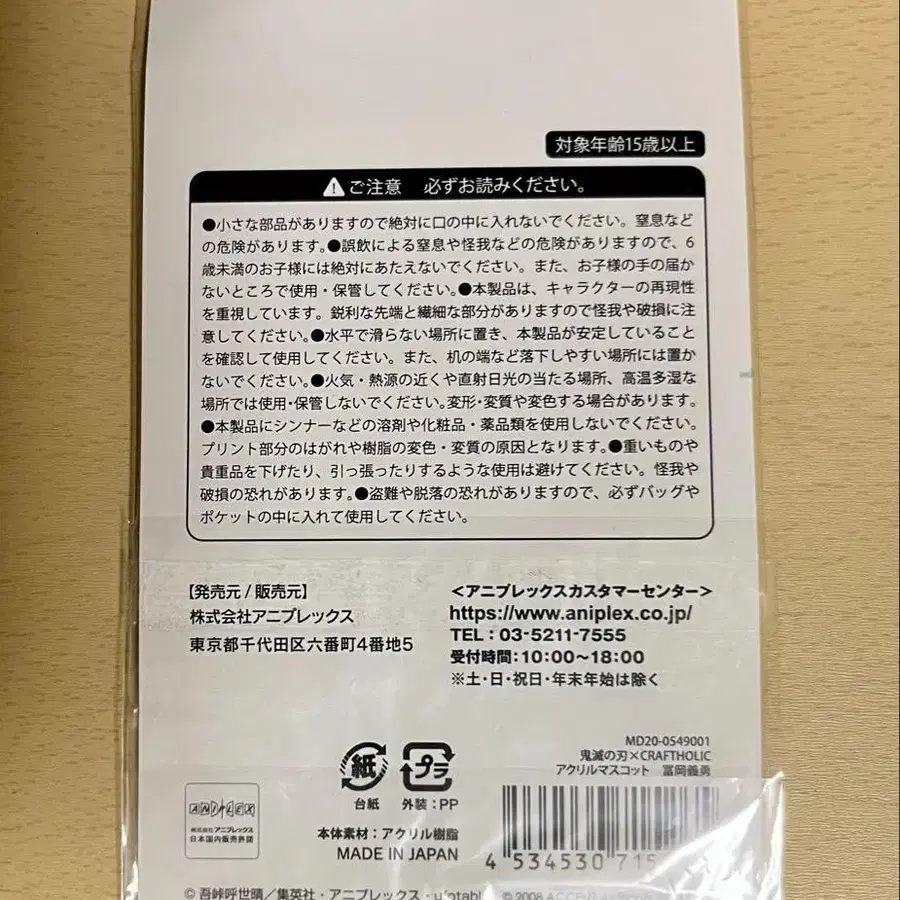 対象年齢15歳以上
ご注意 必ずお読みください。
●小さな部品がありますので絶対に口の中に入れないでください。窒息など
の危険があります。●誤飲による窒息や怪我などの危険がありますので、6
歳未満のお子様には絶対にあたえないでください。また、お子様の手の届か
ないところで使用・保管してください。●本製品は、キャラクターの再現性
を重視しています。鋭利な先端と繊細な部分がありますので怪我や破損に注
意してください。●水平で滑らない場所に置き、本製品が安定していること
を確認して使用してください。また、机の端など落下しやすい場所には置か
ないでください。●火気・熱源の近くや直射日光の当たる場所、高温多湿な
場所では使用・保管しないでください。変形・変質や変色する場合があります。
●本製品にシンナーなどの溶剤や化粧品・薬品類を使用しないでください。
プリント部分のはがれや樹脂の変色・変質の原因となります。●重いものや
貴重品を下げたり、引っ張ったりするような使用は避けてください。怪我や
破損の恐れがあります。●盗難や脱落の恐れがありますので、必ずバッグや
ポケットの中に入れて使用してください。
【発売元 / 販売元】
株式会社アニプレックス
東京都千代田区六番町4番地5
<アニプレックスカスタマーセンター>
https://www.aniplex.co.jp/
TEL：03-5211-7555
受付時間：10:00～18:00
※土・日・祝日・年末年始は除く
MD20-0549001
鬼滅の刃×CRAFTHOLIC
アクリルマスコット 冨岡義勇
紙
台紙
プラ
外装：PP
ANIPLEX
株式会社アニプレックス
日本国内販売許諾
本体素材：アクリル樹脂
MADE IN JAPAN
4 534530 715
© 吾峠呼世晴／集英社・アニプレックス・ufotabl
© 2008 ACCENT